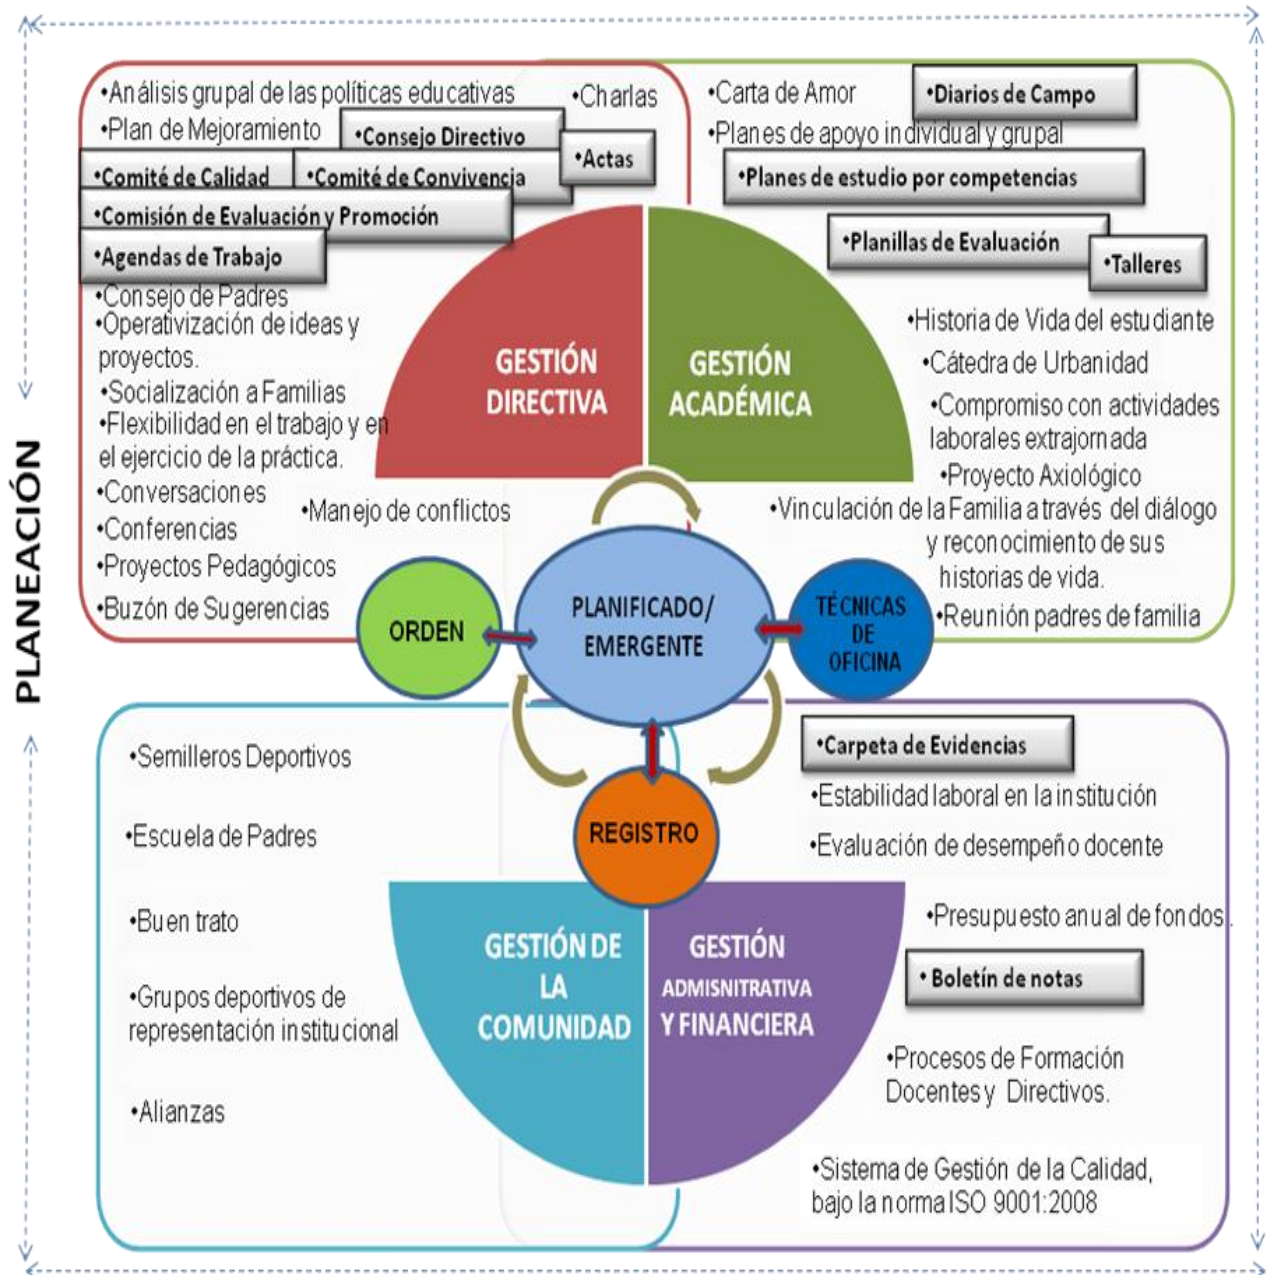 PLANEACIÓN
•Análisis grupal de las políticas educativas
•Charlas
•Plan de Mejoramiento
•Consejo Directivo
•Actas
•Comité de Calidad
•Comité de Convivencia
•Comisión de Evaluación y Promoción
•Agendas de Trabajo
•Consejo de Padres
•Operativización de ideas y
proyectos.
•Socialización a Familias
•Flexibilidad en el trabajo y en
el ejercicio de la práctica.
•Conversaciones
•Conferencias
•Proyectos Pedagógicos
•Buzón de Sugerencias
•Manejo de conflictos
GESTIÓN
DIRECTIVA
•Carta de Amor
•Diarios de Campo
•Planes de apoyo individual y grupal
•Planes de estudio por competencias
•Planillas de Evaluación
•Talleres
•Historia de Vida del estudiante
•Cátedra de Urbanidad
•Compromiso con actividades
laborales extrajornada
•Proyecto Axiológico
•Vinculación de la Familia a través del diálogo
y reconocimiento de sus
historias de vida.
•Reunión padres de familia
GESTIÓN
ACADÉMICA
ORDEN
PLANIFICADO/
EMERGENTE
TÉCNICAS
DE
OFICINA
REGISTRO
•Semilleros Deportivos
•Escuela de Padres
•Buen trato
•Grupos deportivos de
representación institucional
•Alianzas
GESTIÓN DE
LA
COMUNIDAD
GESTIÓN
ADMISNITRATIVA
Y FINANCIERA
•Carpeta de Evidencias
•Estabilidad laboral en la institución
•Evaluación de desempeño docente
•Presupuesto anual de fondos.
• Boletín de notas
•Procesos de Formación
Docentes y Directivos.
•Sistema de Gestión de la Calidad,
bajo la norma ISO 9001:2008